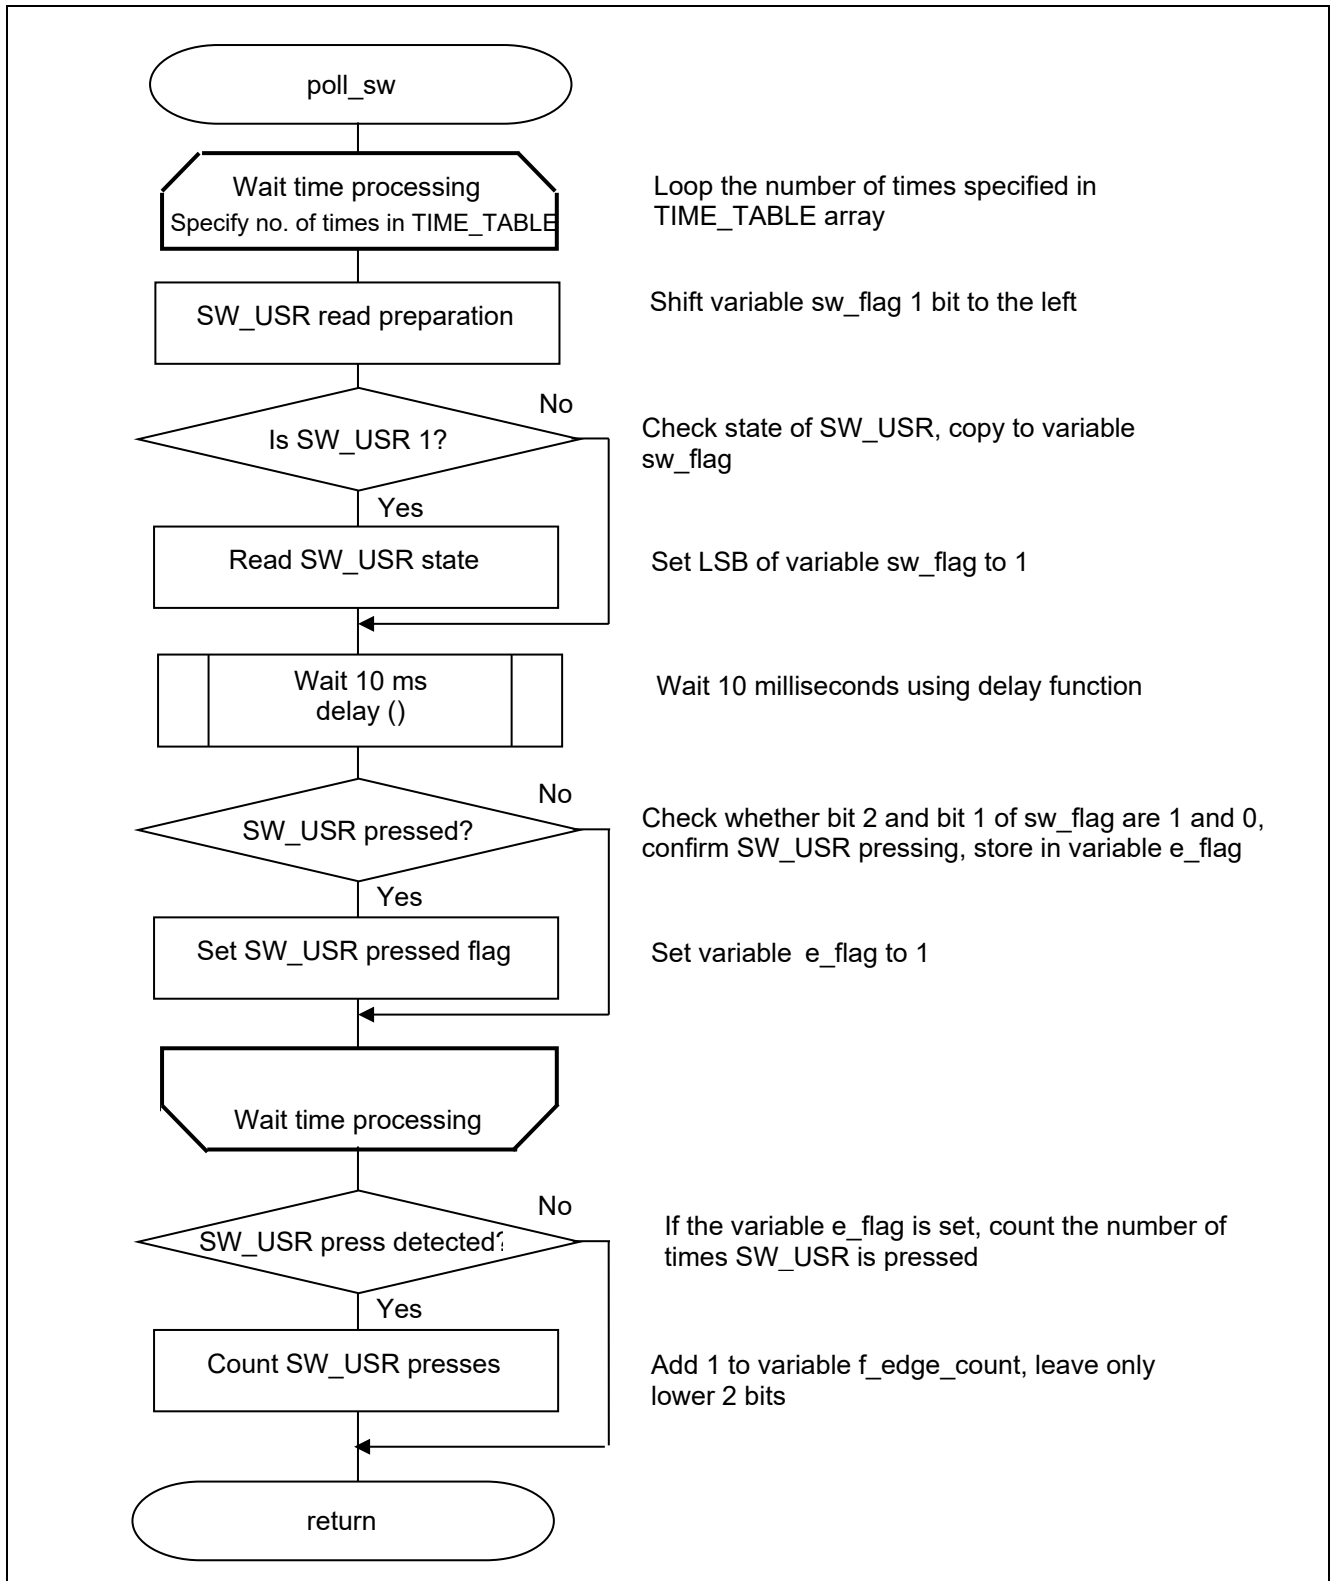 poll_sw
Wait time processing
Specify no. of times in TIME_TABLE
Loop the number of times specified in
TIME_TABLE array
SW_USR read preparation
Shift variable sw_flag 1 bit to the left
No
Is SW_USR 1?
Check state of SW_USR, copy to variable
sw_flag
Yes
Read SW_USR state
Set LSB of variable sw_flag to 1
Wait 10 ms
delay ()
Wait 10 milliseconds using delay function
No
SW_USR pressed?
Check whether bit 2 and bit 1 of sw_flag are 1 and 0,
confirm SW_USR pressing, store in variable e_flag
Yes
Set SW_USR pressed flag
Set variable e_flag to 1
Wait time processing
No
SW_USR press detected?
If the variable e_flag is set, count the number of
times SW_USR is pressed
Yes
Count SW_USR presses
Add 1 to variable f_edge_count, leave only
lower 2 bits
return